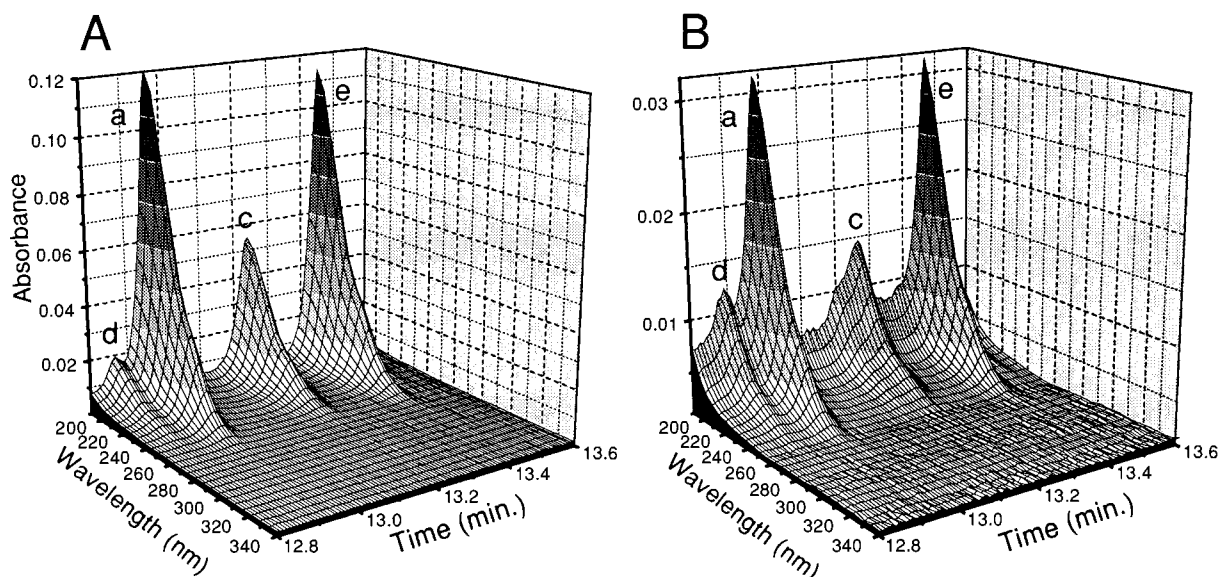 A
0.12
0.10
0.08
0.06
0.04
0.02
Absorbance
a
e
c
d
200
220
240
260
280
300
320
340
Wavelength (nm)
12.8
13.0
13.2
13.4
13.6
Time (min.)
B
0.03
0.02
0.01
a
e
c
d
200
220
240
260
280
300
320
340
Wavelength (nm)
12.8
13.0
13.2
13.4
13.6
Time (min.)